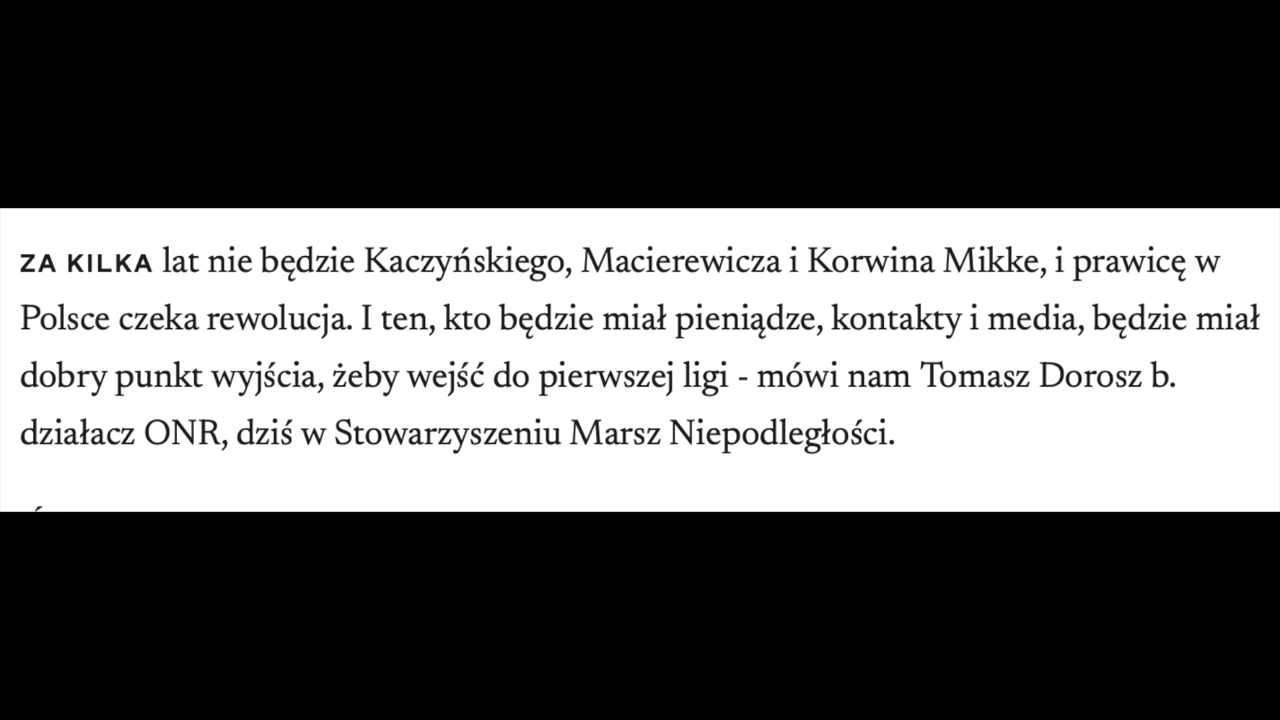 ZA KILKA lat nie będzie Kaczyńskiego, Macierewicza i Korwina Mikke, i prawicę w
Polsce czeka rewolucja. I ten, kto będzie miał pieniądze, kontakty i media, będzie miał
dobry punkt wyjścia, żeby wejść do pierwszej ligi - mówi nam Tomasz Dorosz b.
działacz ONR, dziś w Stowarzyszeniu Marsz Niepodległości.